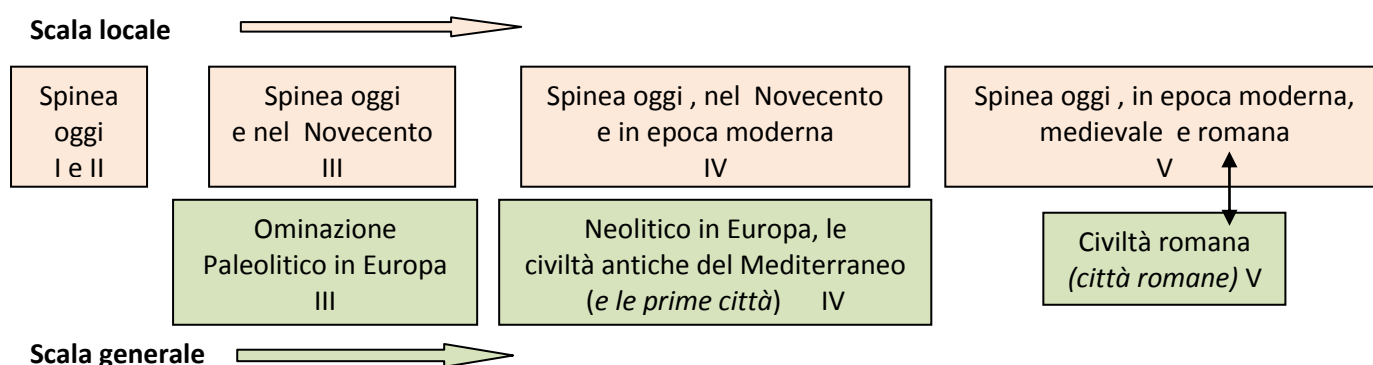 Scala locale
Spinea
oggi
I e II
Spinea oggi
e nel Novecento
III
Spinea oggi , nel Novecento
e in epoca moderna
IV
Spinea oggi , in epoca moderna,
medievale e romana
V
Ominazione
Paleolitico in Europa
III
Neolitico in Europa, le
civiltà antiche del Mediterraneo
(e le prime città) IV
Civiltà romana
(città romane) V
Scala generale